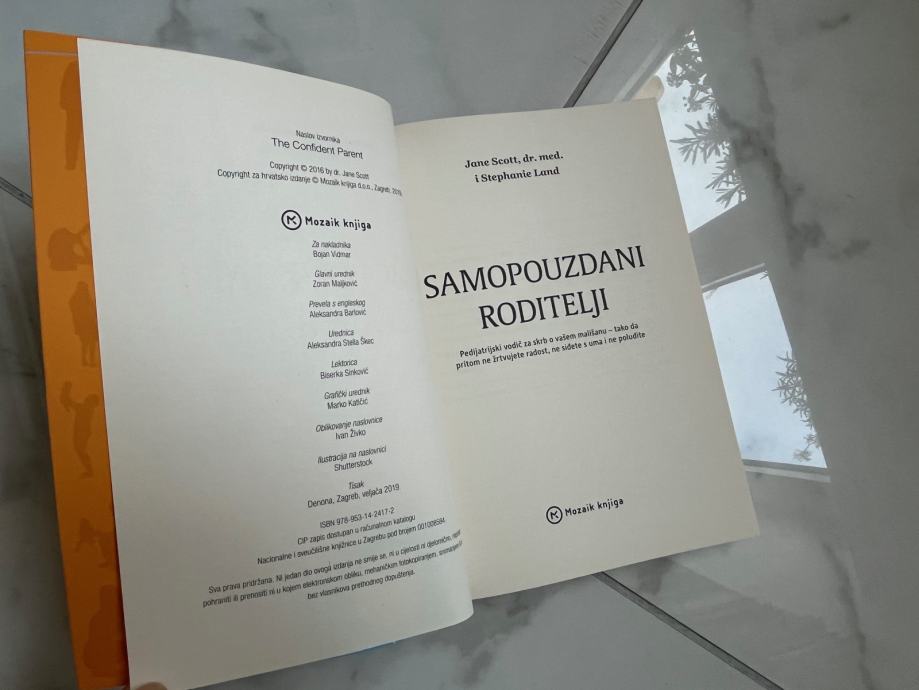 Naslov izvornika
The Confident Parent
Copyright © 2016 by dr. Jane Scott
Copyright za hrvatsko izdanje © Mozaik knjiga d.o.o., Zagreb, 2019.
Mozaik knjiga
Za nakladnika
Bojan Vidmar
Glavni urednik
Zoran Maljković
Prevela s engleskog
Aleksandra Barlović
Urednica
Aleksandra Stella Škec
Lektorica
Biserka Sinković
Grafički urednik
Marko Katičić
Oblikovanje naslovnice
Ivan Živko
Ilustracija na naslovnici
Shutterstock
Tisak
Denona, Zagreb, veljača 2019
ISBN 978-953-14-2417-2
CIP zapis dostupan u računalnom katalogu
Nacionalne i sveučilišne knjižnice u Zagrebu pod brojem 001008584.
Sva prava pridržana. Ni jedan dio ovoga izdanja ne smije se, ni u cijelosti ni djelomično,
pohraniti ili prenositi ni u kojem elektronskom obliku, mehaničkim fotokopiranjem,
bez vlasnikova prethodnog dopuštenja.
Jane Scott, dr. med.
i Stephanie Land
SAMOPOUZDANI
RODITELJI
Pedijatrijski vodič za skrb o vašem mališanu – tako da
pritom ne žrtvujete radost, ne siđete s uma i ne poludite
Mozaik knjiga